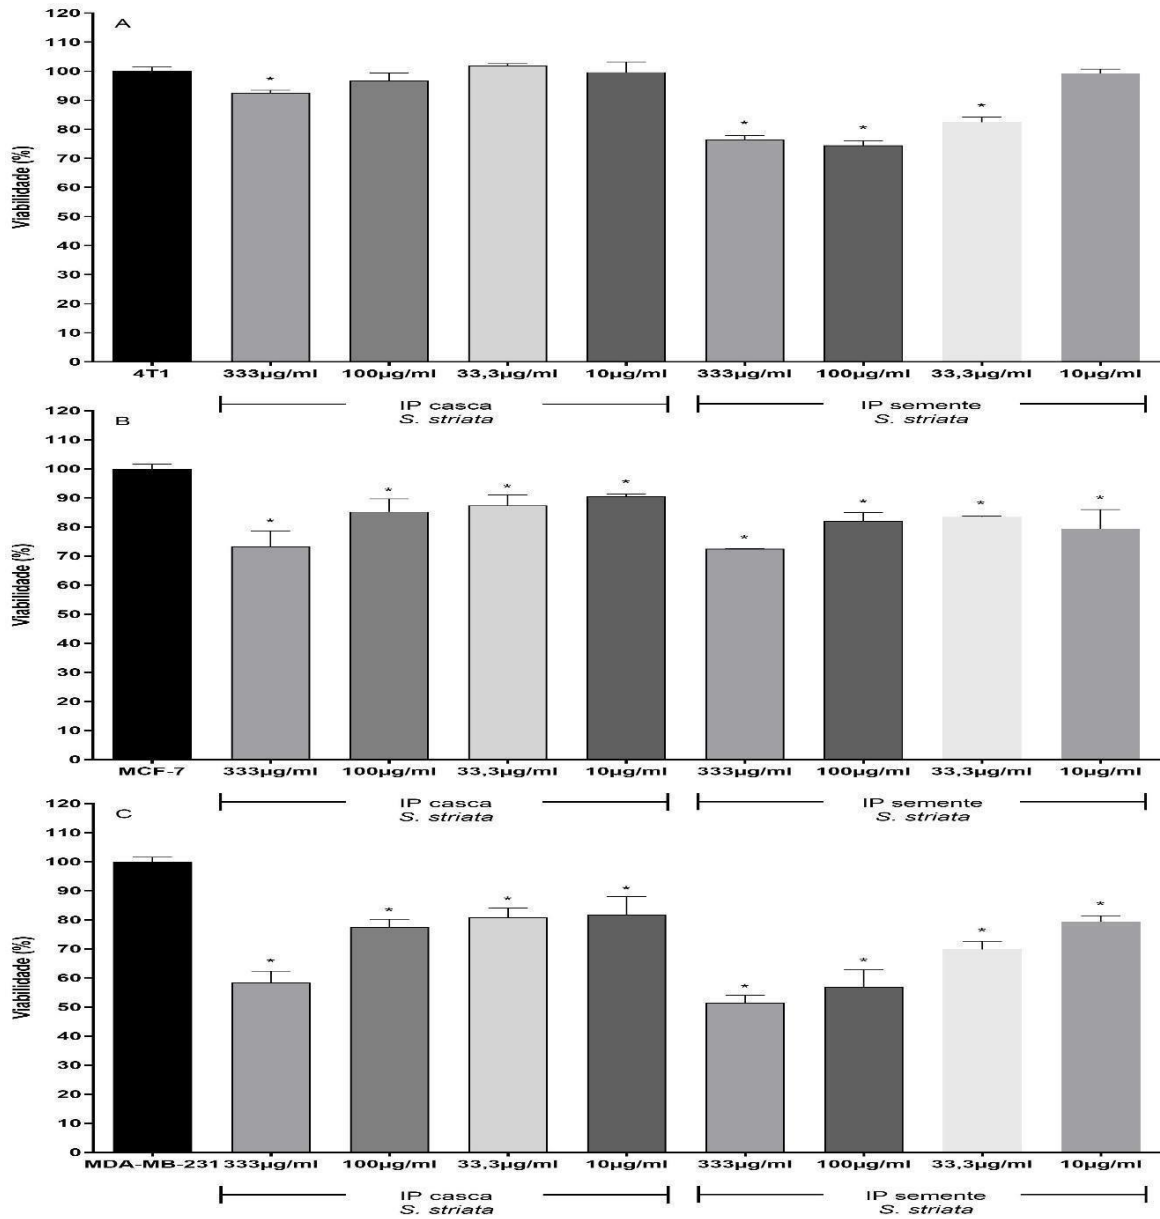 A
Viabilidade (%)
120
110
100
90
80
70
60
50
40
30
20
10
0
4T1 333µg/ml 100µg/ml 33,3µg/ml 10µg/ml 333µg/ml 100µg/ml 33,3µg/ml 10µg/ml
* * * *
IP casca IP semente
S. striata S. striata
B
Viabilidade (%)
120
110
100
90
80
70
60
50
40
30
20
10
0
MCF-7 333µg/ml 100µg/ml 33,3µg/ml 10µg/ml 333µg/ml 100µg/ml 33,3µg/ml 10µg/ml
* * * * * * * *
IP casca IP semente
S. striata S. striata
C
Viabilidade (%)
120
110
100
90
80
70
60
50
40
30
20
10
0
MDA-MB-231 333µg/ml 100µg/ml 33,3µg/ml 10µg/ml 333µg/ml 100µg/ml 33,3µg/ml 10µg/ml
* * * * * * * *
IP casca IP semente
S. striata S. striata